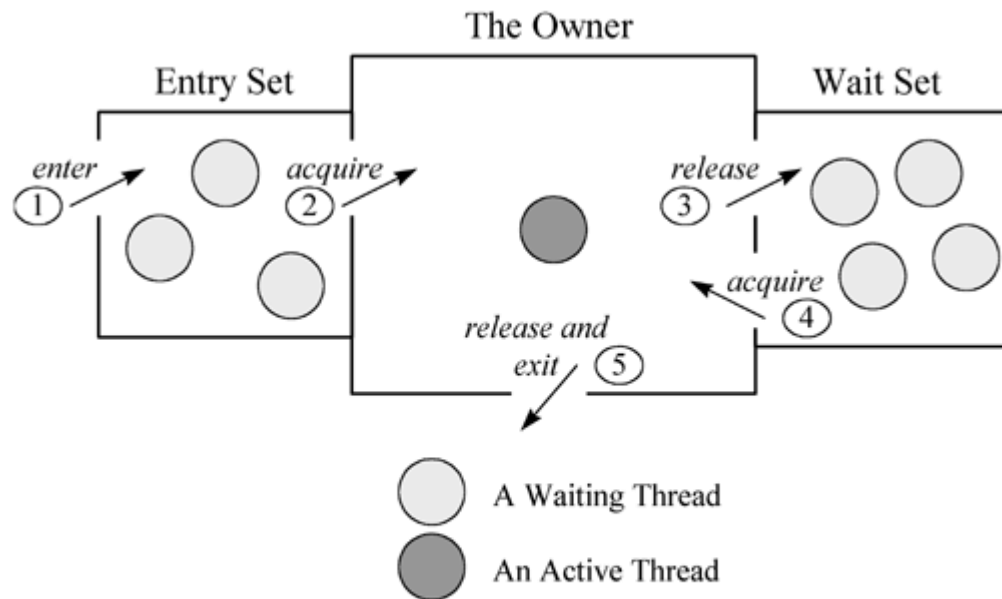 The Owner
Entry Set
Wait Set
enter
1
acquire
2
release
3
acquire
4
release and
exit
5
A Waiting Thread
An Active Thread